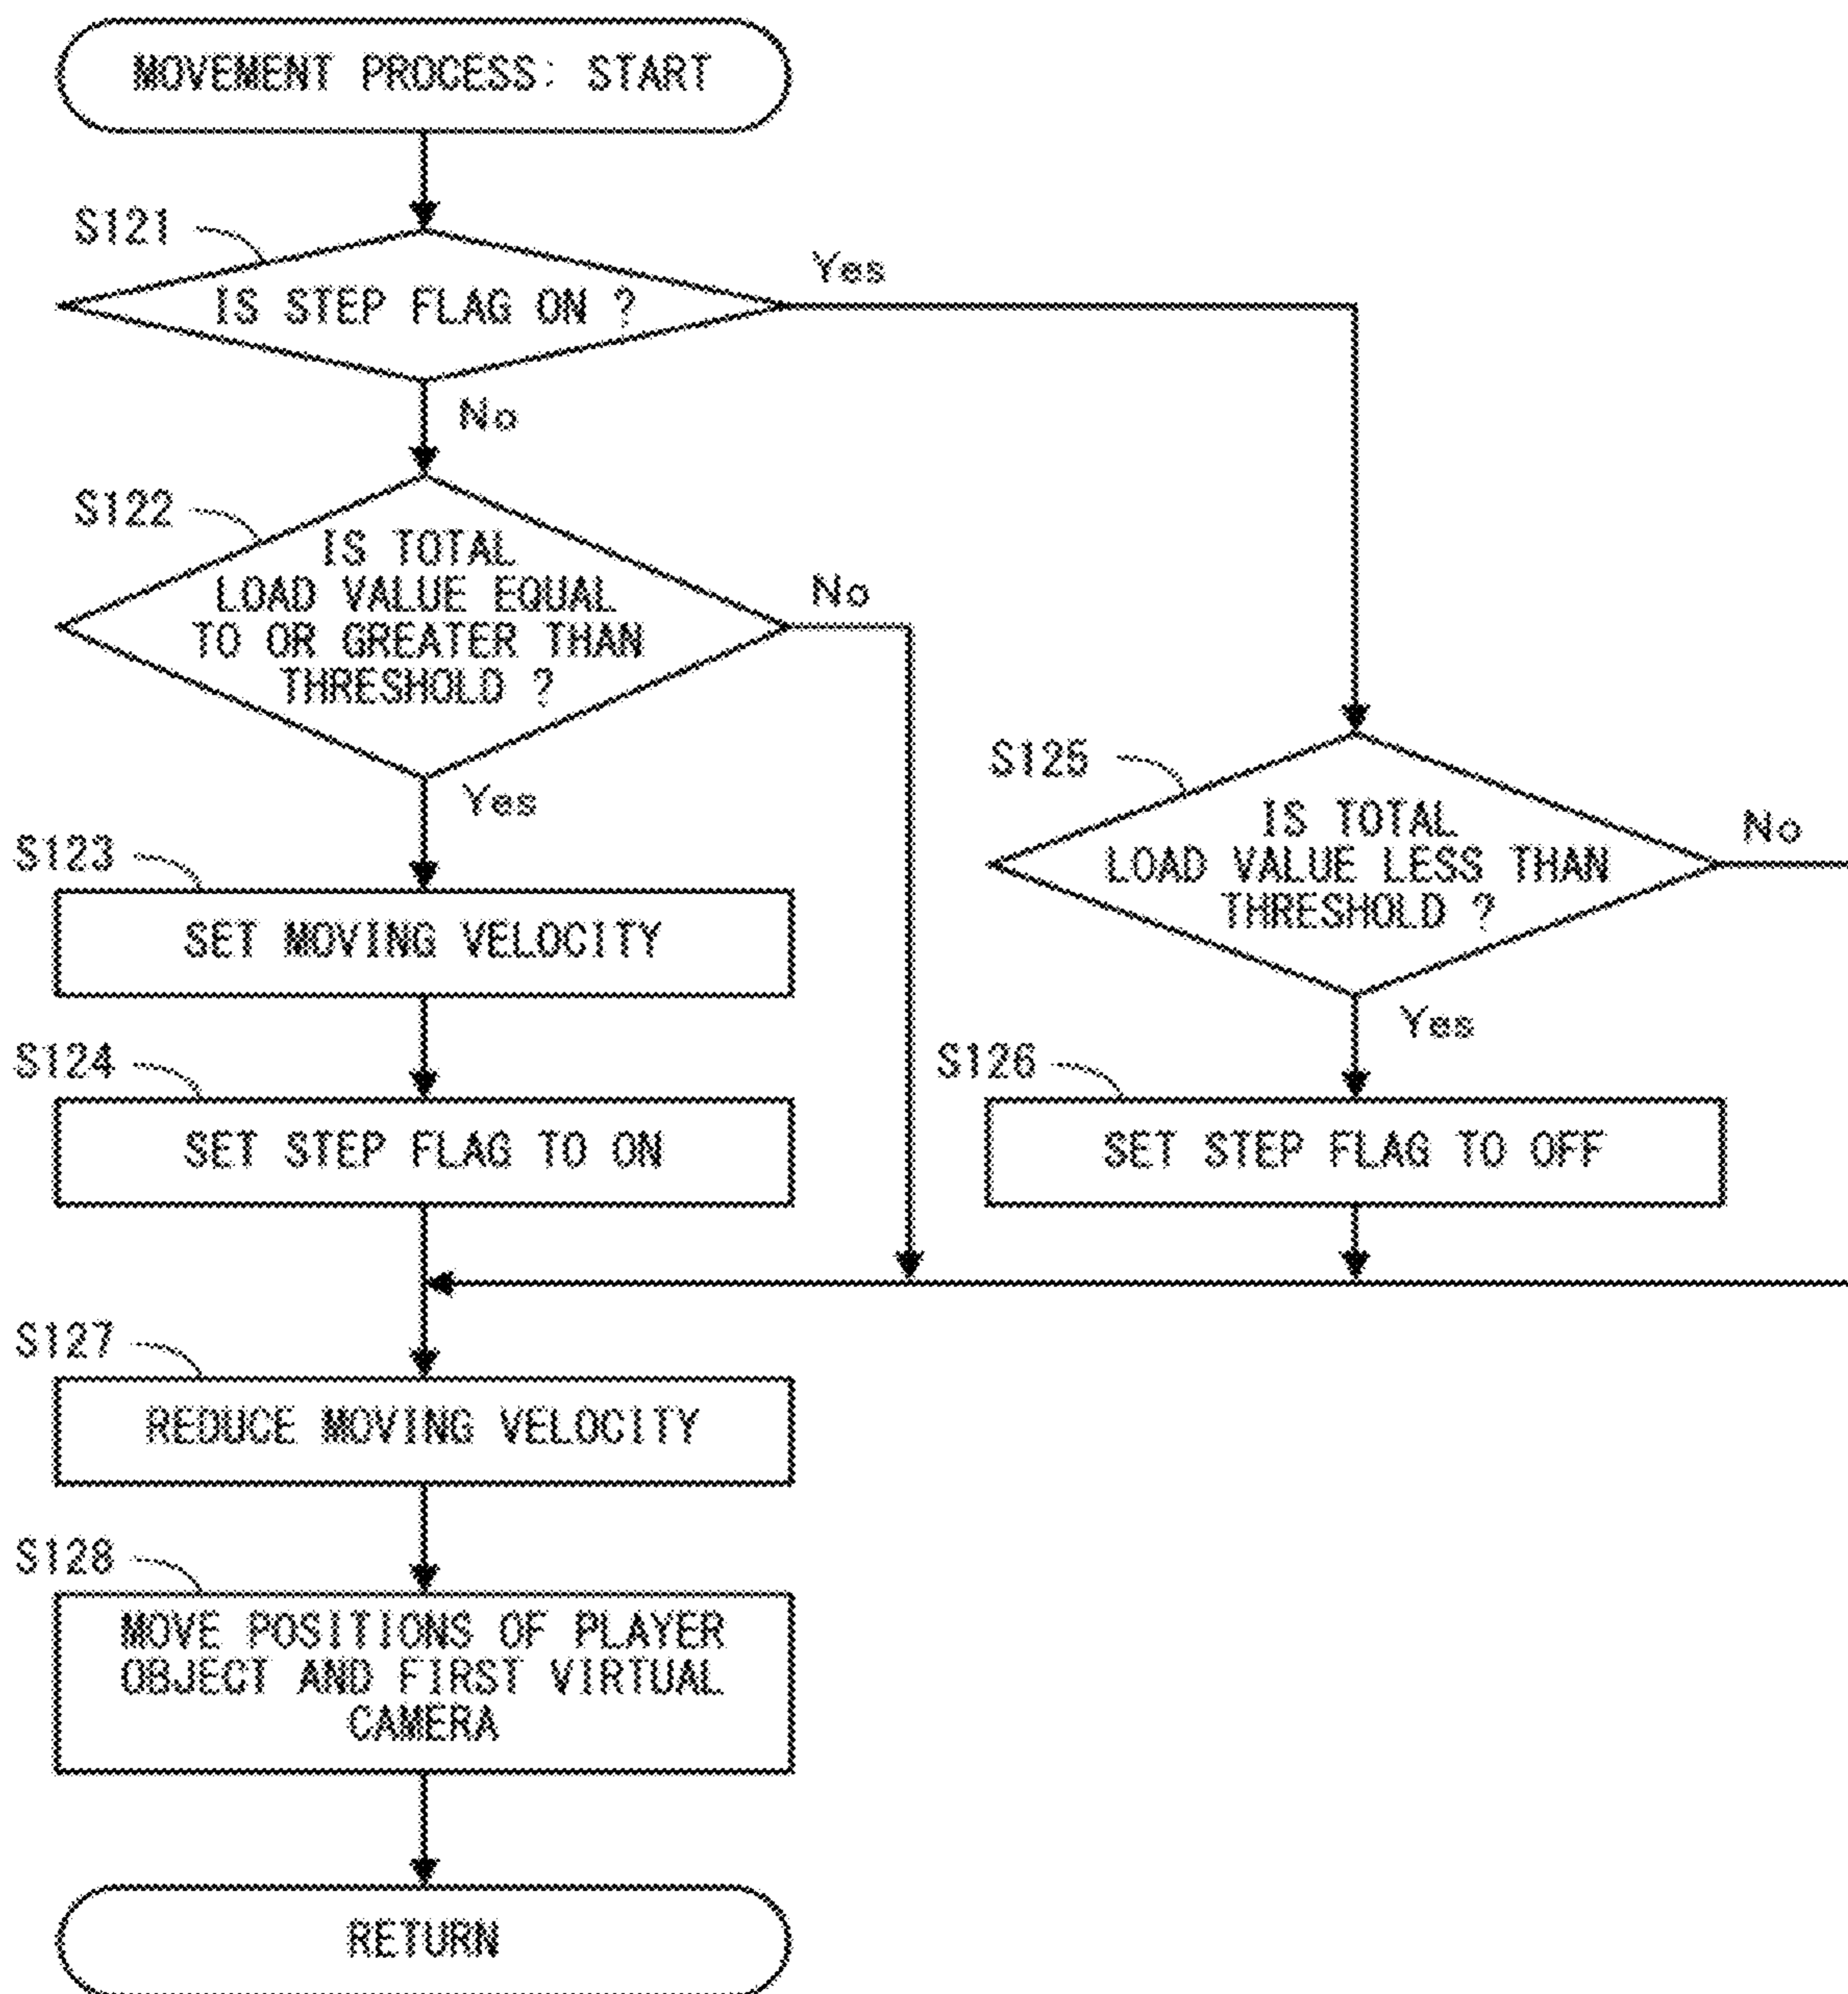 MOVEMENT PROCESS: START
S121
IS STEP FLAG ON ?
Yes
No
S122
IS TOTAL
LOAD VALUE EQUAL
TO OR GREATER THAN
THRESHOLD ?
No
Yes
S125
IS TOTAL
LOAD VALUE LESS THAN
THRESHOLD ?
No
Yes
S123
SET MOVING VELOCITY
S124
SET STEP FLAG TO ON
S126
SET STEP FLAG TO OFF
S127
REDUCE MOVING VELOCITY
S128
MOVE POSITIONS OF PLAYER
OBJECT AND FIRST VIRTUAL
CAMERA
RETURN